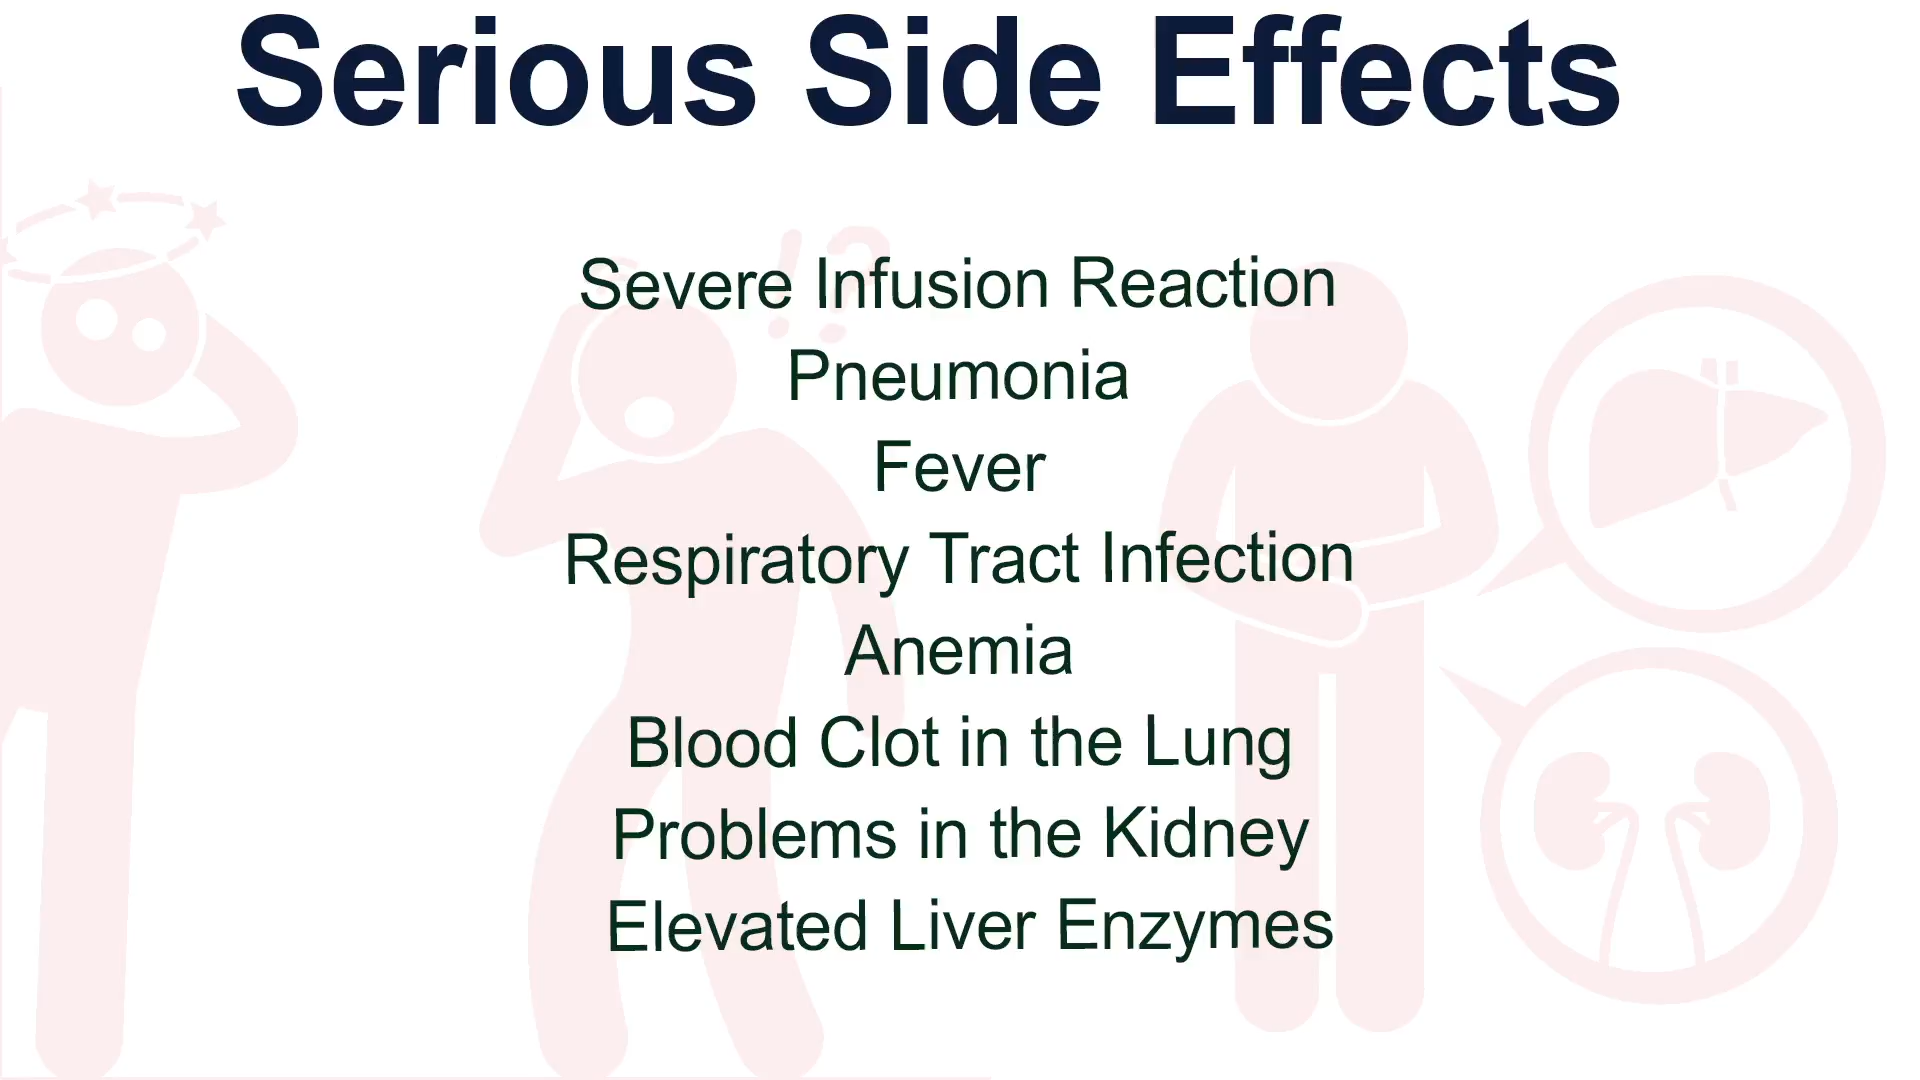 Serious Side Effects
!?
Severe Infusion Reaction
Pneumonia
Fever
Respiratory Tract Infection
Anemia
Blood Clot in the Lung
Problems in the Kidney
Elevated Liver Enzymes